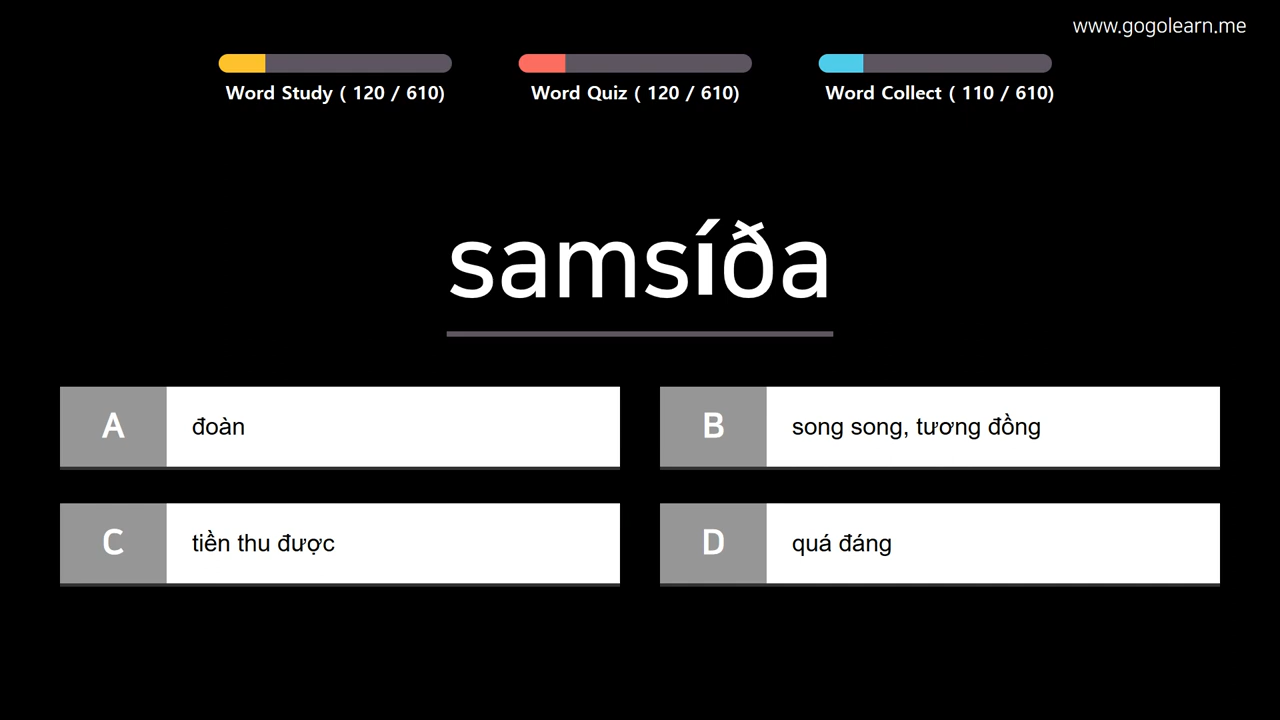 www.gogolearn.me
Word Study ( 120 / 610)
Word Quiz ( 120 / 610)
Word Collect ( 110 / 610)
samsíða
A
đoàn
B
song song, tương đồng
C
tiền thu được
D
quá đáng